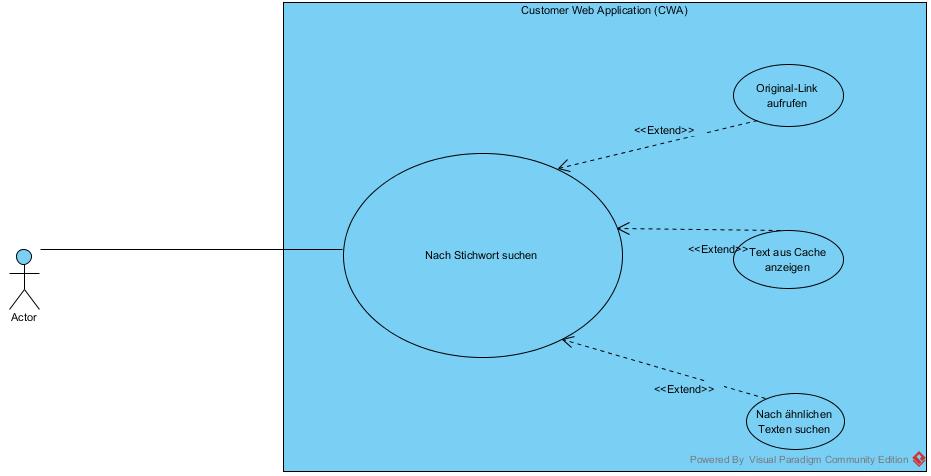 Customer Web Application (CWA)
Original-Link
aufrufen
<<Extend>>
Nach Stichwort suchen
<<Extend>>
Text aus Cache
anzeigen
Actor
<<Extend>>
Nach ähnlichen
Texten suchen
Powered By Visual Paradigm Community Edition